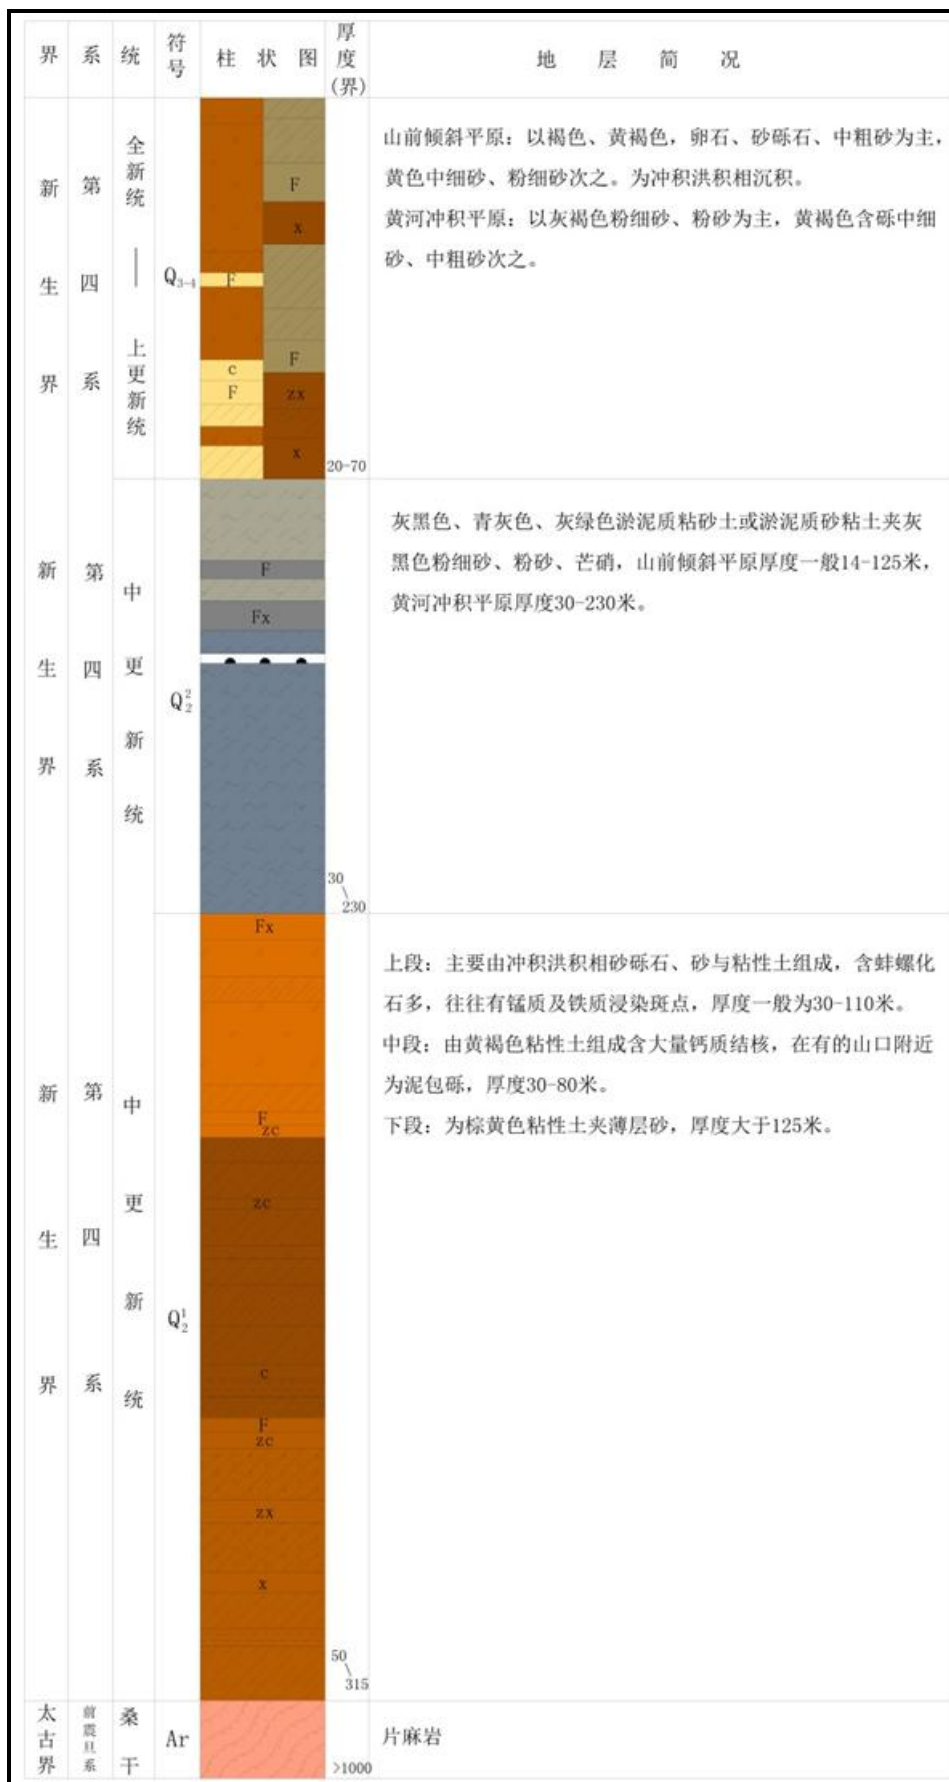 界 系 统 符号 柱 状 图 厚度(界) 地 层 简 况
新生界 第四系 全新统——上更新统 Q₃₋₄
F
x
F
F
c
F
zx
x
20-70
山前倾斜平原：以褐色、黄褐色，卵石、砂砾石、中粗砂为主，
黄色中细砂、粉细砂次之。为冲积洪积相沉积。
黄河冲积平原：以灰褐色粉细砂、粉砂为主，黄褐色含砾中细
砂、中粗砂次之。
新生界 第四系 中更新统 Q₂²
F
Fx
30
230
灰黑色、青灰色、灰绿色淤泥质粘砂土或淤泥质砂粘土夹灰
黑色粉细砂、粉砂、芒硝，山前倾斜平原厚度一般14-125米，
黄河冲积平原厚度30-230米。
新生界 第四系 中更新统 Q₂¹
Fx
F
zc
zc
c
F
zc
zx
x
50
315
上段：主要由冲积洪积相砂砾石、砂与粘性土组成，含蚌螺化
石多，往往有锰质及铁质浸染斑点，厚度一般为30-110米。
中段：由黄褐色粘性土组成含大量钙质结核，在有的山口附近
为泥包砾，厚度30-80米。
下段：为棕黄色粘性土夹薄层砂，厚度大于125米。
太古界 前震旦系 桑干 Ar
>1000
片麻岩